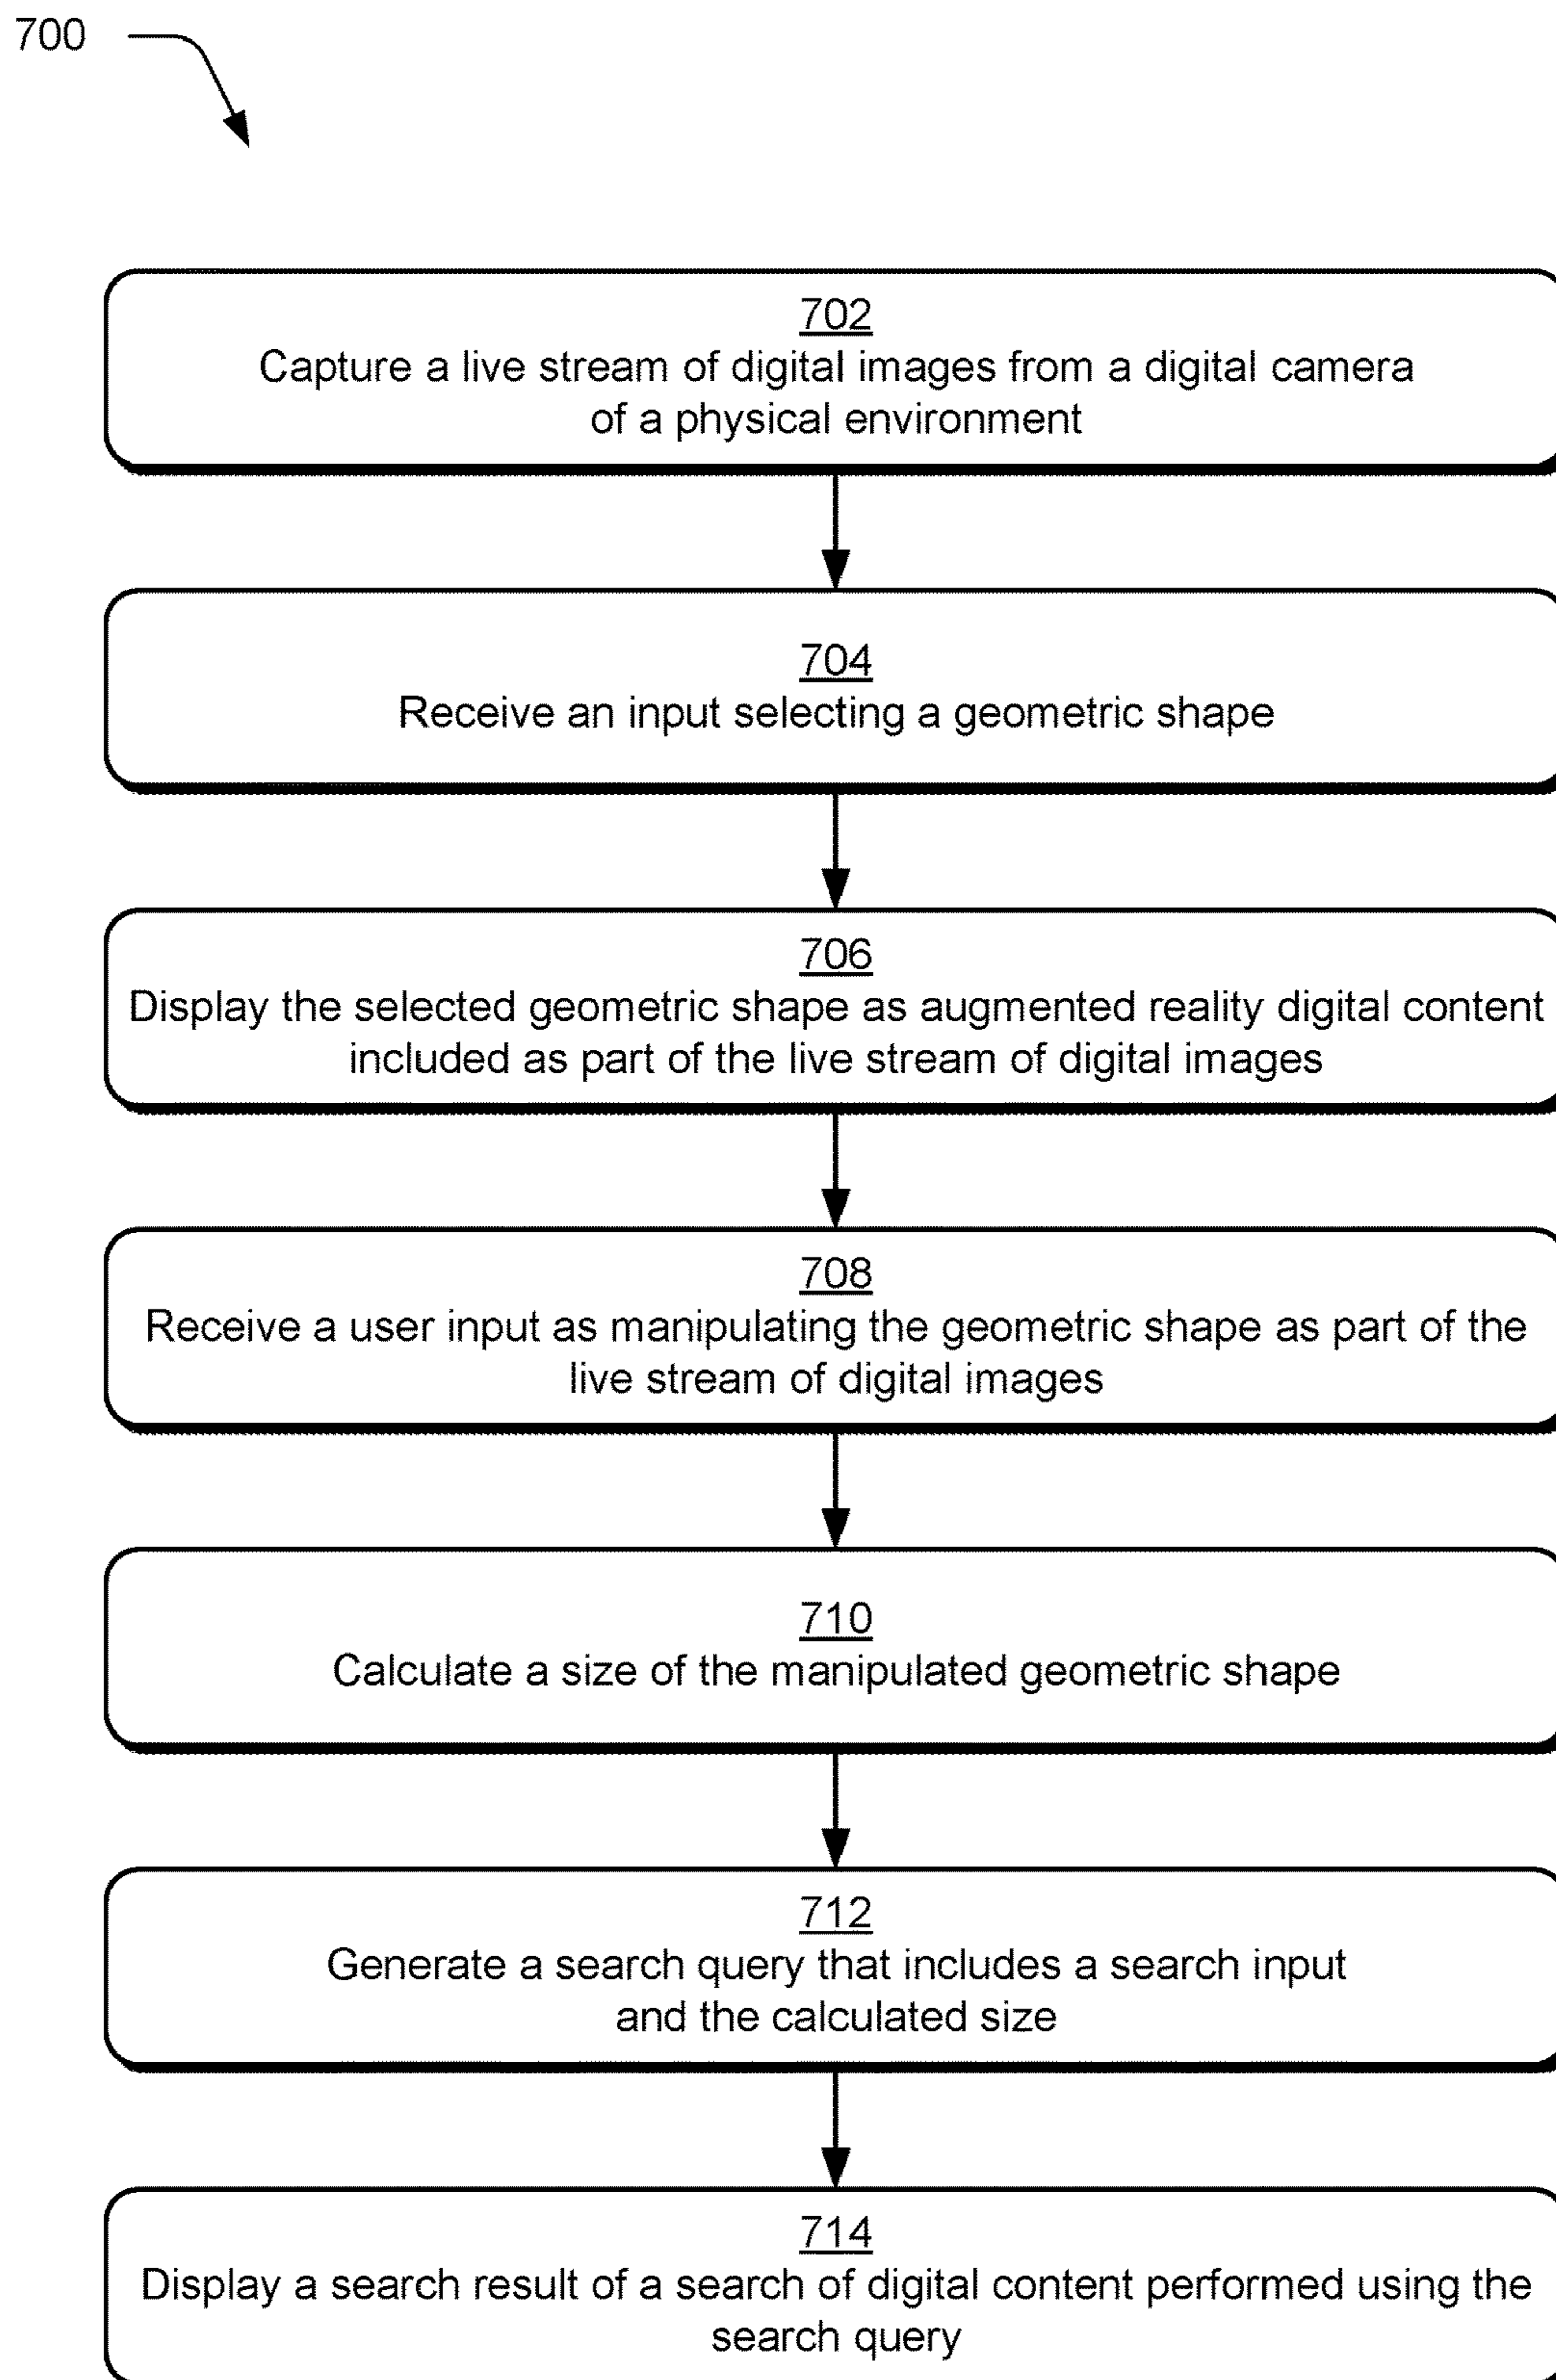 700
702
Capture a live stream of digital images from a digital camera
of a physical environment
704
Receive an input selecting a geometric shape
706
Display the selected geometric shape as augmented reality digital content
included as part of the live stream of digital images
708
Receive a user input as manipulating the geometric shape as part of the
live stream of digital images
710
Calculate a size of the manipulated geometric shape
712
Generate a search query that includes a search input
and the calculated size
714
Display a search result of a search of digital content performed using the
search query